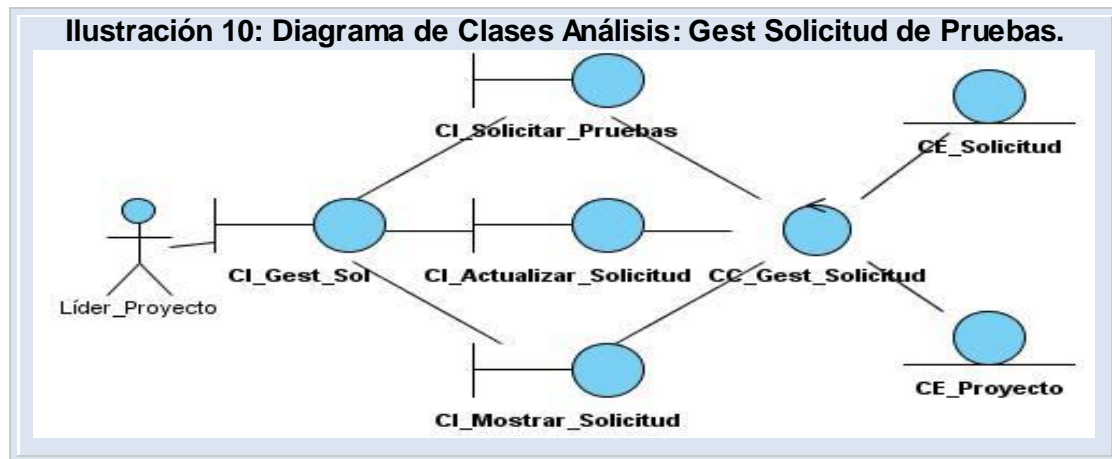 Ilustración 10: Diagrama de Clases Análisis: Gest Solicitud de Pruebas.
CI_Solicitar_Pruebas
CE_Solicitud
CI_Gest_Sol
CI_Actualizar_Solicitud
CC_Gest_Solicitud
Líder_Proyecto
CE_Proyecto
CI_Mostrar_Solicitud